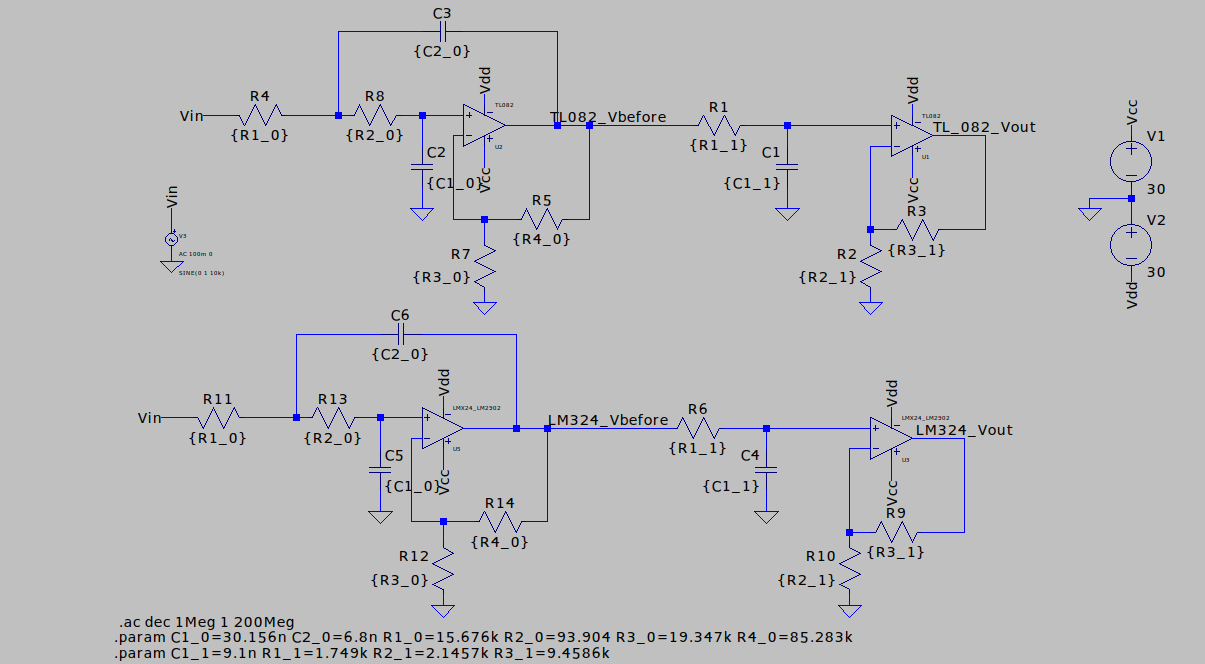 C3
{C2_0}
R4
R8
Vdd
TL082
Vin
{R1_0}
{R2_0}
U2
C2
{C1_0}
Vcc
TL082_Vbefore
R5
{R4_0}
R7
{R3_0}
R1
{R1_1}
C1
{C1_1}
Vdd
TL082
TL_082_Vout
U1
Vcc
R3
{R3_1}
R2
{R2_1}
Vcc
V1
30
V2
30
Vdd
Vin
V3
AC 100m 0
SINE(0 1 10k)
C6
{C2_0}
R11
R13
Vdd
LMX24_LM2902
Vin
{R1_0}
{R2_0}
U5
C5
{C1_0}
Vcc
LM324_Vbefore
R14
{R4_0}
R12
{R3_0}
R6
{R1_1}
C4
{C1_1}
Vdd
LMX24_LM2902
LM324_Vout
U3
Vcc
R9
{R3_1}
R10
{R2_1}
.ac dec 1Meg 1 200Meg
.param C1_0=30.156n C2_0=6.8n R1_0=15.676k R2_0=93.904 R3_0=19.347k R4_0=85.283k
.param C1_1=9.1n R1_1=1.749k R2_1=2.1457k R3_1=9.4586k